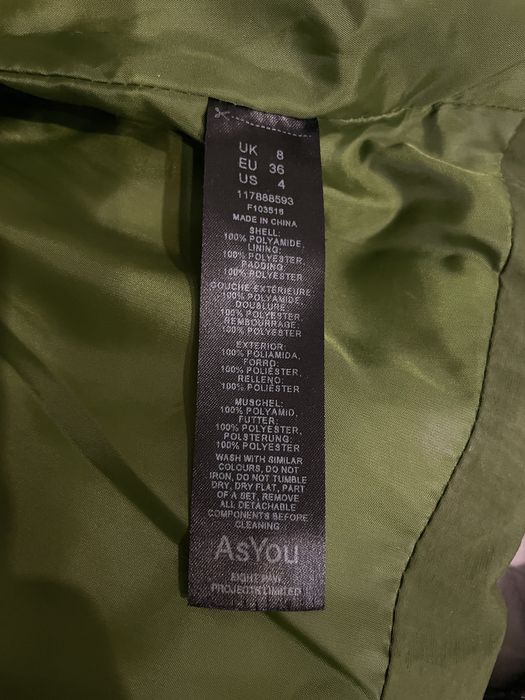 UK 8
EU 36
US 4
117888593
F103516
MADE IN CHINA
SHELL:
100% POLYAMIDE,
LINING:
100% POLYESTER,
PADDING
100% POLYESTER
COUCHE EXTÉRIEURE:
100% POLYAMIDE,
DOUBLURE:
100% POLYESTER,
REMBOURRAGE:
100% POLYESTER
EXTERIOR:
100% POLIAMIDA,
FORRO:
100% POLIÉSTER,
RELLENO:
100% POLIÉSTER
MUSCHEL:
100% POLYAMID,
FUTTER:
100% POLYESTER,
POLSTERUNG:
100% POLYESTER
WASH WITH SIMILAR
COLOURS, DO NOT
IRON, DO NOT TUMBLE
DRY, DRY FLAT, PART
OF A SET, REMOVE
ALL DETACHABLE
COMPONENTS BEFORE
CLEANING
AsYou
EIGHT PAW
PROJECTS LIMITED